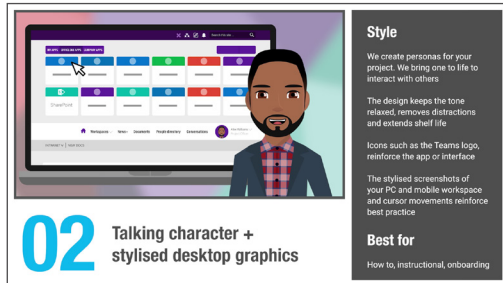 SharePoint
Workspaces
News
Documents
People directory
Conversations
02
Talking character +
stylised desktop graphics
Style
We create personas for your
project. We bring one to life to
interact with others
The design keeps the tone
relaxed, removes distractions
and extends shelf life
Icons such as the Teams logo,
reinforce the app or interface
The stylised screenshots of
your PC and mobile workspace
and cursor movements reinforce
best practice
Best for
How to, instructional, onboarding